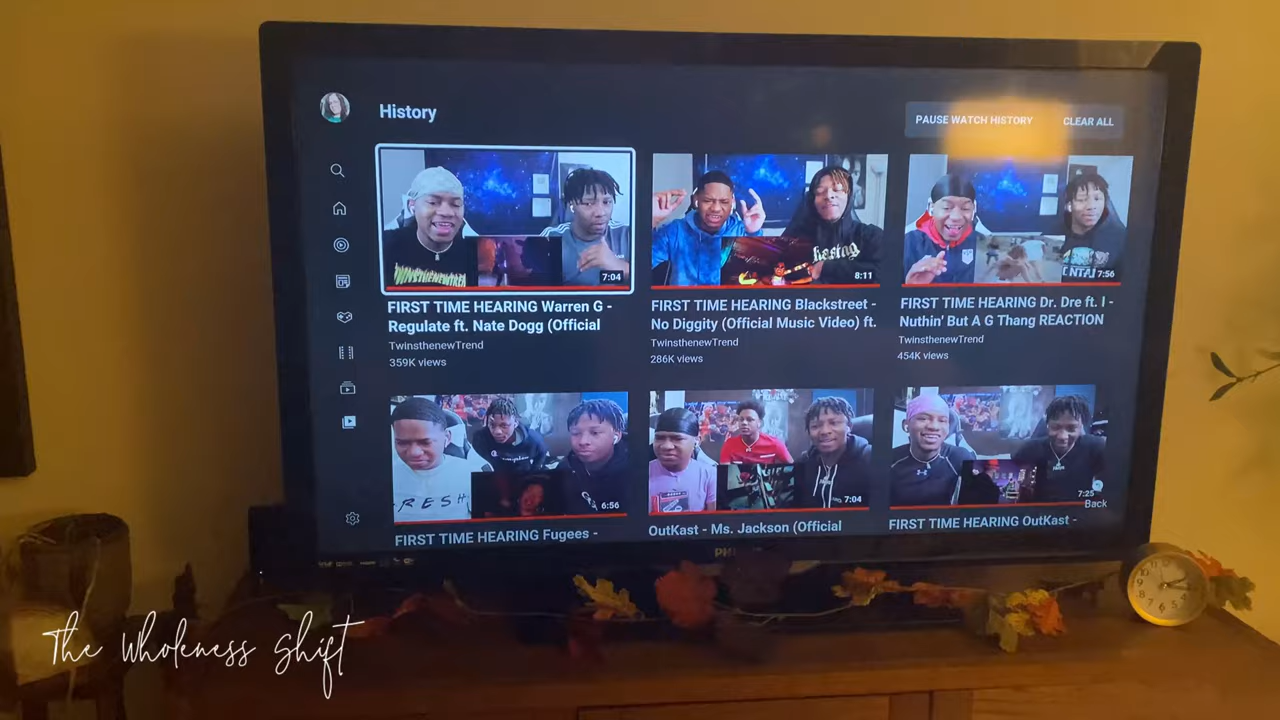 History
PAUSE WATCH HISTORY
CLEAR ALL
7:04
8:11
7:56
FIRST TIME HEARING Warren G -
Regulate ft. Nate Dogg (Official
TwinsthenewTrend
359K views
FIRST TIME HEARING Blackstreet -
No Diggity (Official Music Video) ft.
TwinsthenewTrend
286K views
FIRST TIME HEARING Dr. Dre ft. I -
Nuthin' But A G Thang REACTION
TwinsthenewTrend
454K views
6:56
7:04
7:25
Back
FIRST TIME HEARING Fugees -
OutKast - Ms. Jackson (Official
FIRST TIME HEARING OutKast -
The Wholeness Shift